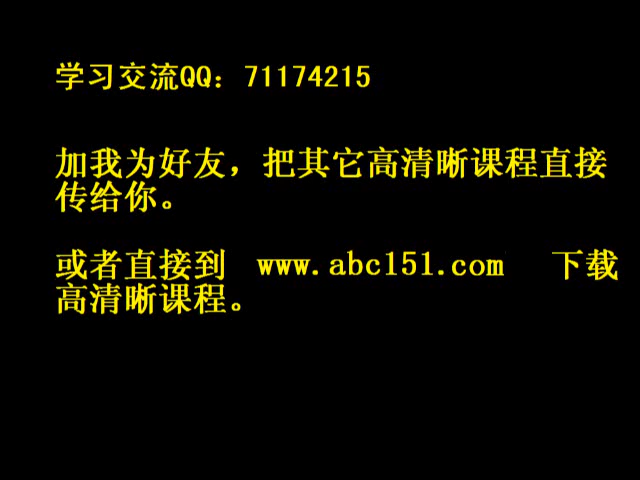 学习交流QQ：71174215
加我为好友，把其它高清晰课程直接
传给你。
或者直接到 www.abc151.com 下载
高清晰课程。